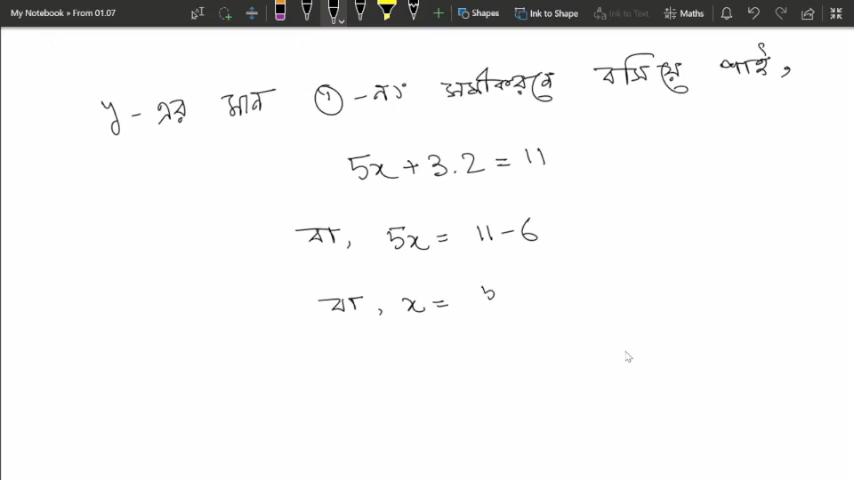 My Notebook » From 01.07
Shapes Ink to Shape Ink to Text Maths
y - এর মান ১ - নং সমীকরণে বসিয়ে পাই,
5x + 3.2 = 11
বা, 5x = 11 - 6
বা, x =